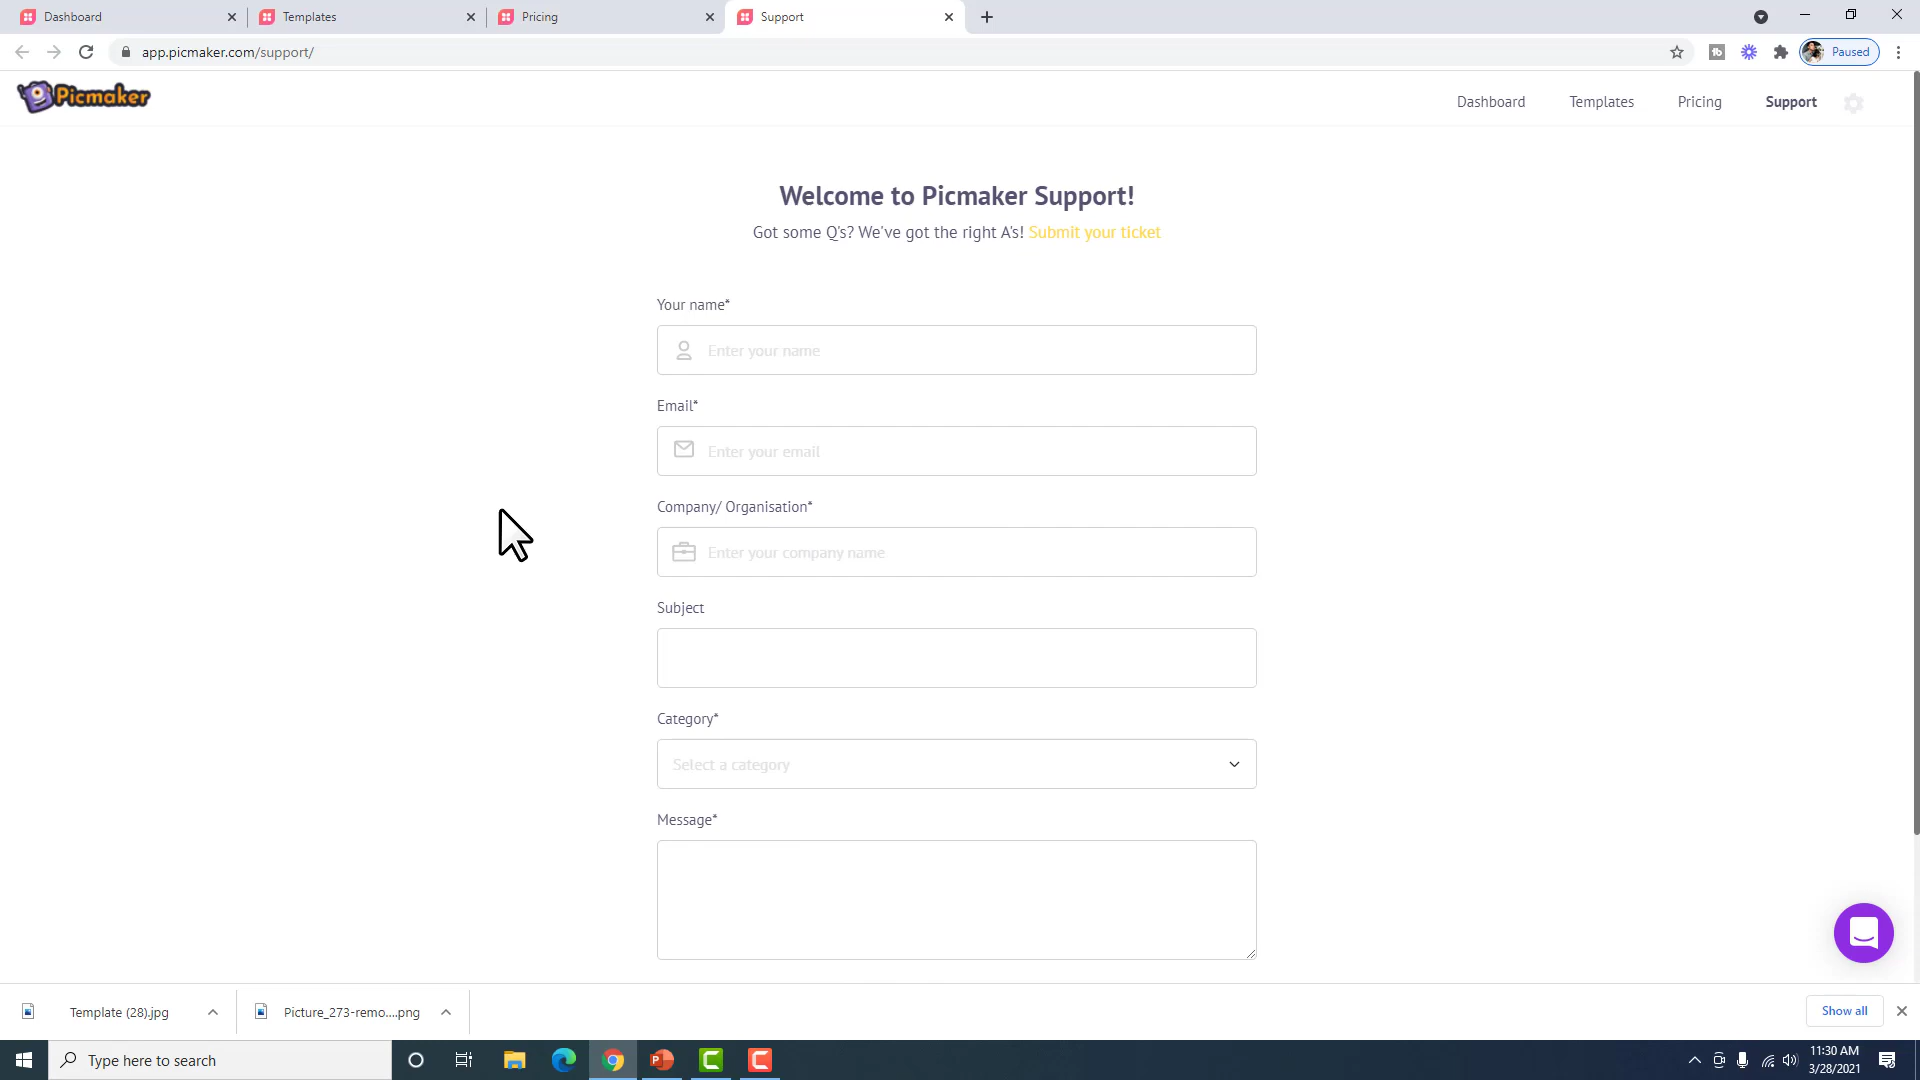 Dashboard
Templates
Pricing
Support
app.picmaker.com/support/
Paused
Picmaker
Dashboard
Templates
Pricing
Support
Welcome to Picmaker Support!
Got some Q's? We've got the right A's! Submit your ticket
Your name*
Enter your name
Email*
Enter your email
Company/ Organisation*
Enter your company name
Subject
Category*
Select a category
Message*
Template (28).jpg
Picture_273-remo....png
Show all
Type here to search
11:30 AM
3/28/2021